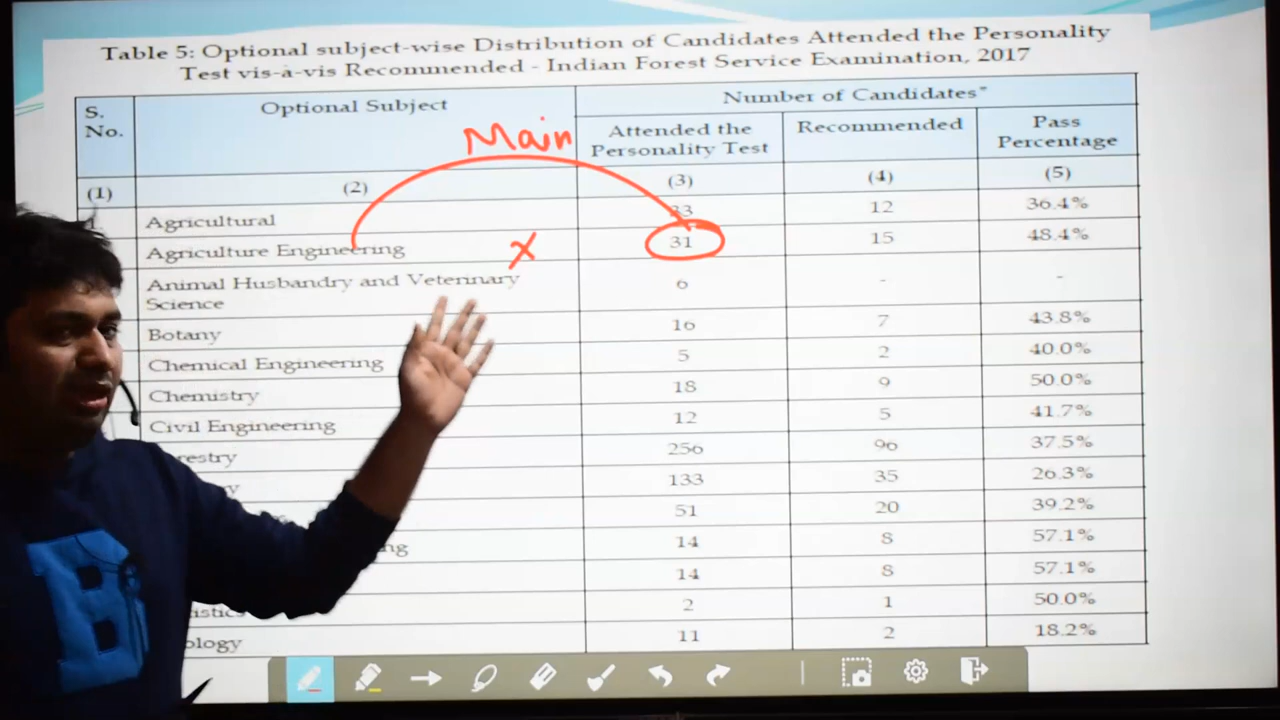 Table 5: Optional subject-wise Distribution of Candidates Attended the Personality
Test vis-à-vis Recommended - Indian Forest Service Examination, 2017
S. No.
Optional Subject
Number of Candidates*
Attended the Personality Test
Recommended
Pass Percentage
Main
(1) (2) (3) (4) (5)
Agricultural 33 12 36.4%
Agriculture Engineering x 31 15 48.4%
Animal Husbandry and Veterinary
Science 6 - -
Botany 16 7 43.8%
Chemical Engineering 5 2 40.0%
Chemistry 18 9 50.0%
Civil Engineering 12 5 41.7%
256 96 37.5%
133 35 26.3%
51 20 39.2%
14 8 57.1%
14 8 57.1%
2 1 50.0%
11 2 18.2%
B